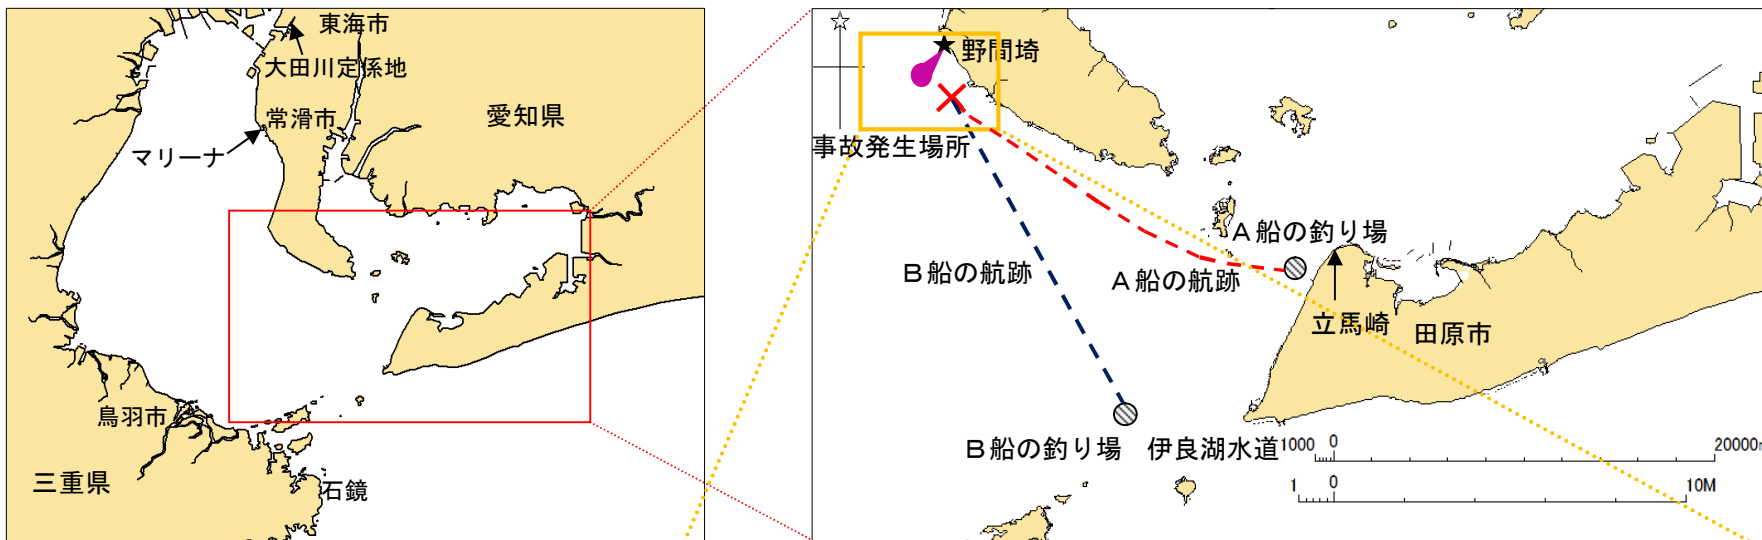 東海市
大田川定係地
常滑市
マリーナ
愛知県
鳥羽市
三重県
石鏡
野間埼
事故発生場所
A船の釣り場
B船の航跡
A船の航跡
立馬崎
田原市
B船の釣り場
伊良湖水道
1000 0 20000m
1 0 10M